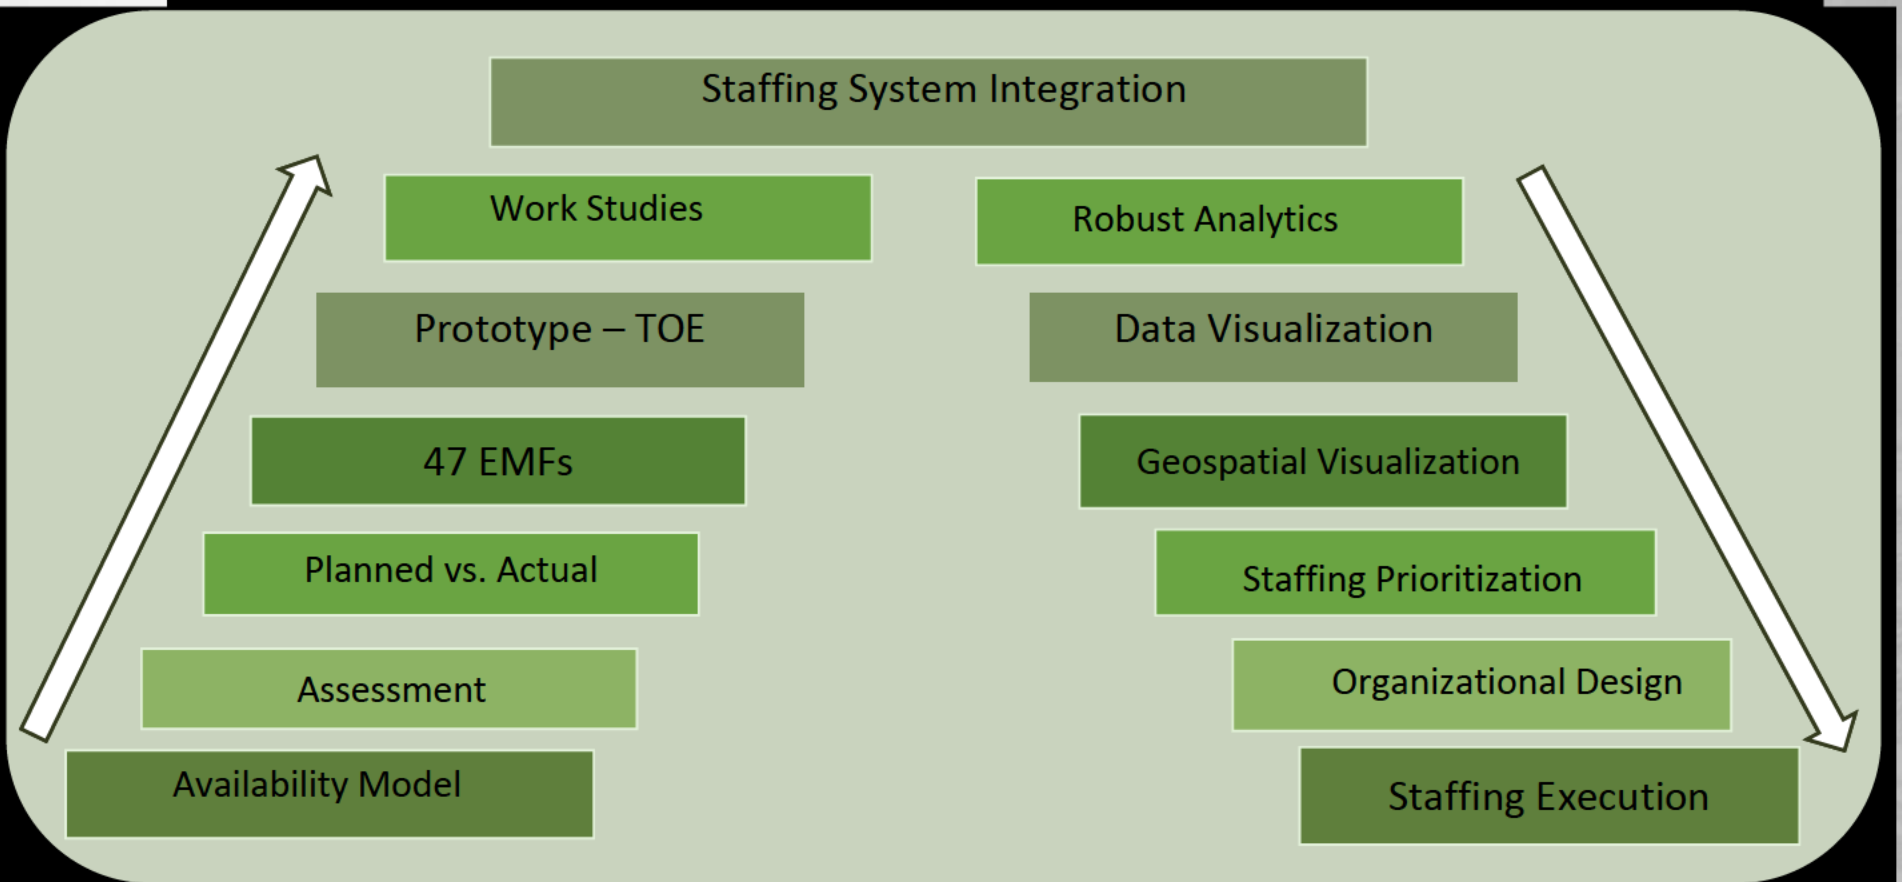 Staffing System Integration
Work Studies
Robust Analytics
Prototype – TOE
Data Visualization
47 EMFs
Geospatial Visualization
Planned vs. Actual
Staffing Prioritization
Assessment
Organizational Design
Availability Model
Staffing Execution